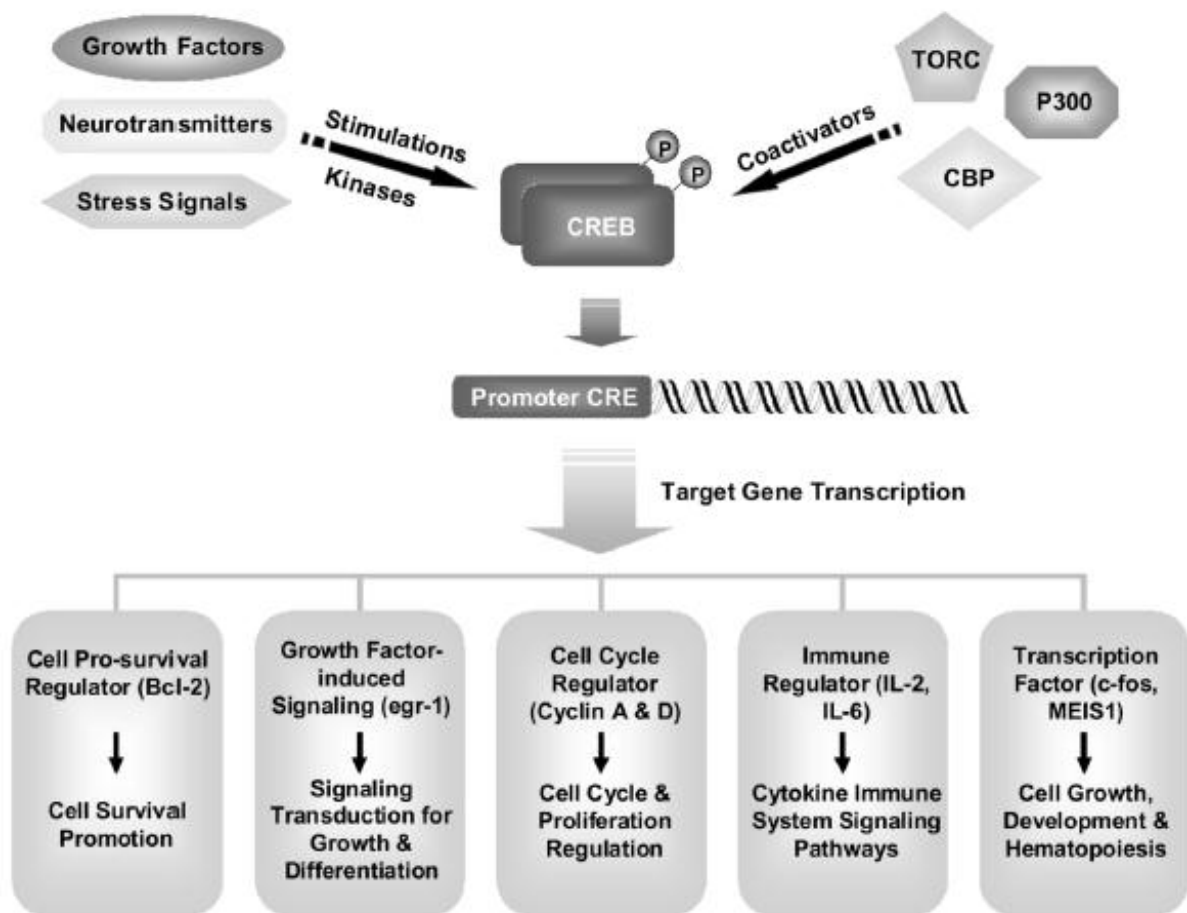 Growth Factors
Neurotransmitters
Stress Signals
Stimulations
Kinases
P
P
CREB
Coactivators
TORC
P300
CBP
Promoter CRE
Target Gene Transcription
Cell Pro-survival
Regulator (Bcl-2)
Cell Survival
Promotion
Growth Factor-
induced
Signaling (egr-1)
Signaling
Transduction for
Growth &
Differentiation
Cell Cycle
Regulator
(Cyclin A & D)
Cell Cycle &
Proliferation
Regulation
Immune
Regulator (IL-2,
IL-6)
Cytokine Immune
System Signaling
Pathways
Transcription
Factor (c-fos,
MEIS1)
Cell Growth,
Development &
Hematopoiesis